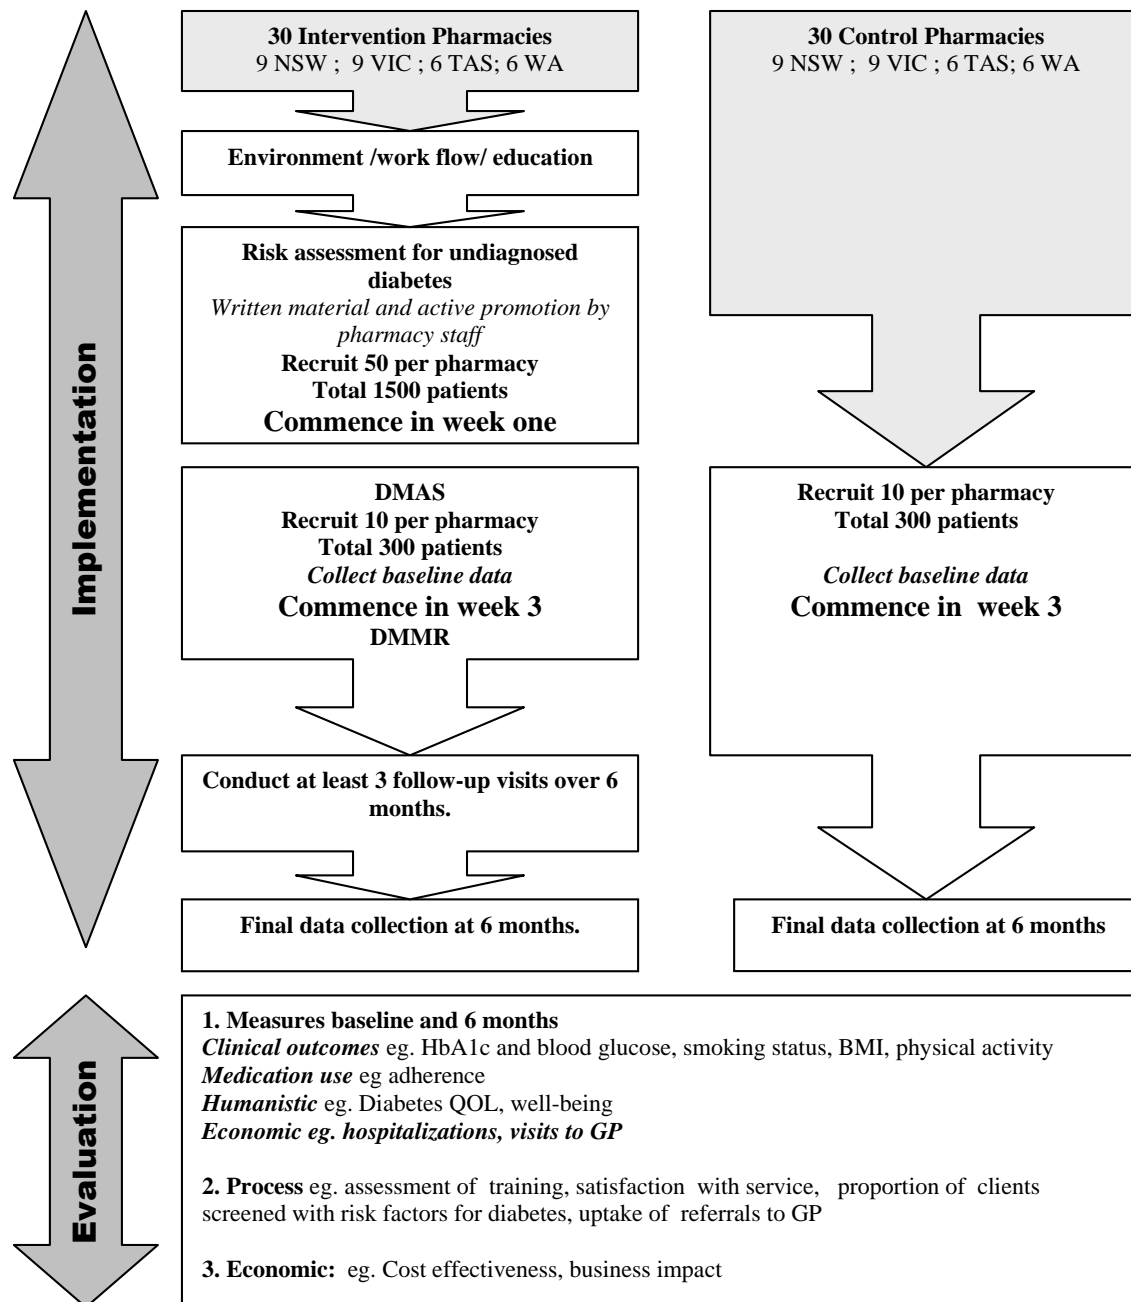 Implementation
30 Intervention Pharmacies
9 NSW ; 9 VIC ; 6 TAS; 6 WA
Environment /work flow/ education
Risk assessment for undiagnosed
diabetes
Written material and active promotion by
pharmacy staff
Recruit 50 per pharmacy
Total 1500 patients
Commence in week one
DMAS
Recruit 10 per pharmacy
Total 300 patients
Collect baseline data
Commence in week 3
DMMR
Conduct at least 3 follow-up visits over 6
months.
Final data collection at 6 months.
30 Control Pharmacies
9 NSW ; 9 VIC ; 6 TAS; 6 WA
Recruit 10 per pharmacy
Total 300 patients
Collect baseline data
Commence in week 3
Final data collection at 6 months
Evaluation
1. Measures baseline and 6 months
Clinical outcomes eg. HbA1c and blood glucose, smoking status, BMI, physical activity
Medication use eg adherence
Humanistic eg. Diabetes QOL, well-being
Economic eg. hospitalizations, visits to GP
2. Process eg. assessment of training, satisfaction with service, proportion of clients
screened with risk factors for diabetes, uptake of referrals to GP
3. Economic: eg. Cost effectiveness, business impact